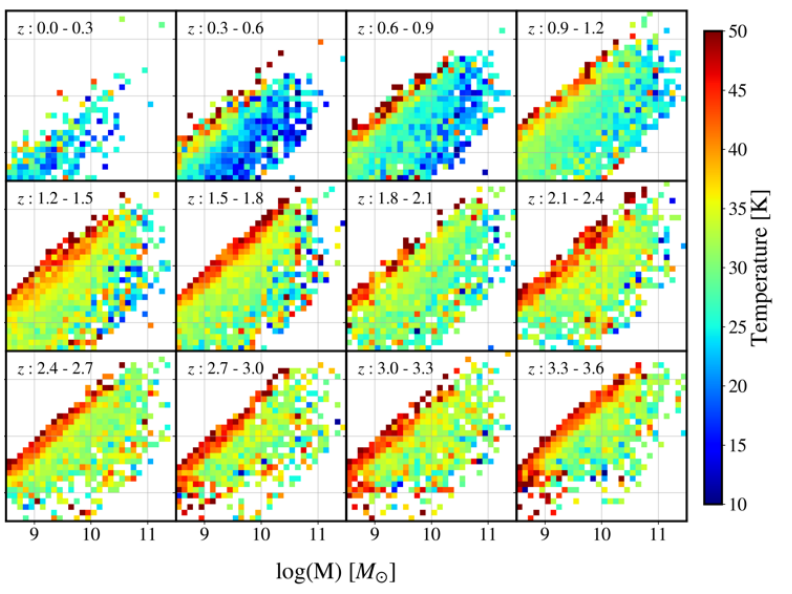 z : 0.0 - 0.3
z : 0.3 - 0.6
z : 0.6 - 0.9
z : 0.9 - 1.2
z : 1.2 - 1.5
z : 1.5 - 1.8
z : 1.8 - 2.1
z : 2.1 - 2.4
z : 2.4 - 2.7
z : 2.7 - 3.0
z : 3.0 - 3.3
z : 3.3 - 3.6
9 10 11 9 10 11 9 10 11 9 10 11
log(M) [M⊙]
50
45
40
35
30
25
20
15
10
Temperature [K]